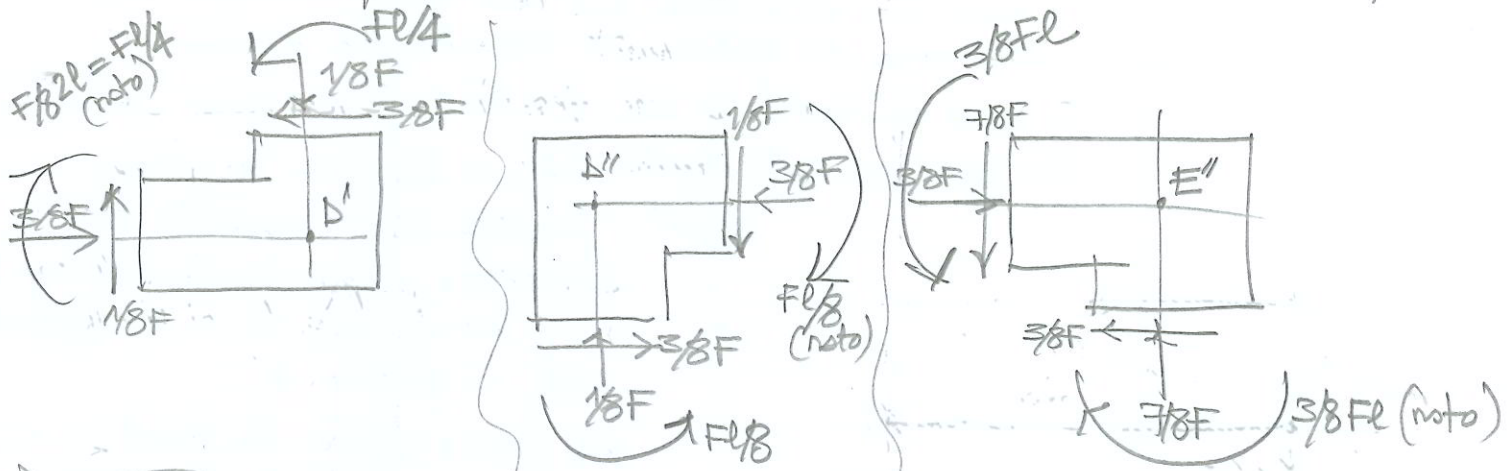 F/8 2l = Fl/4
(noto)
Fl/4
1/8F
3/8F
3/8F
D'
1/8F
1/8F
D''
3/8F
Fl/8
(noto)
3/8F
1/8F
Fl/8
3/8Fl
7/8F
3/8F
E''
3/8F
7/8F
3/8Fl (noto)